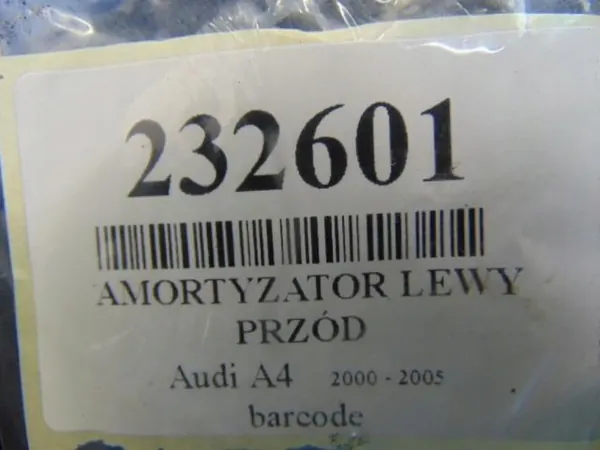 232601
AMORTYZATOR LEWY
PRZÓD
Audi A4 2000 - 2005
barcode